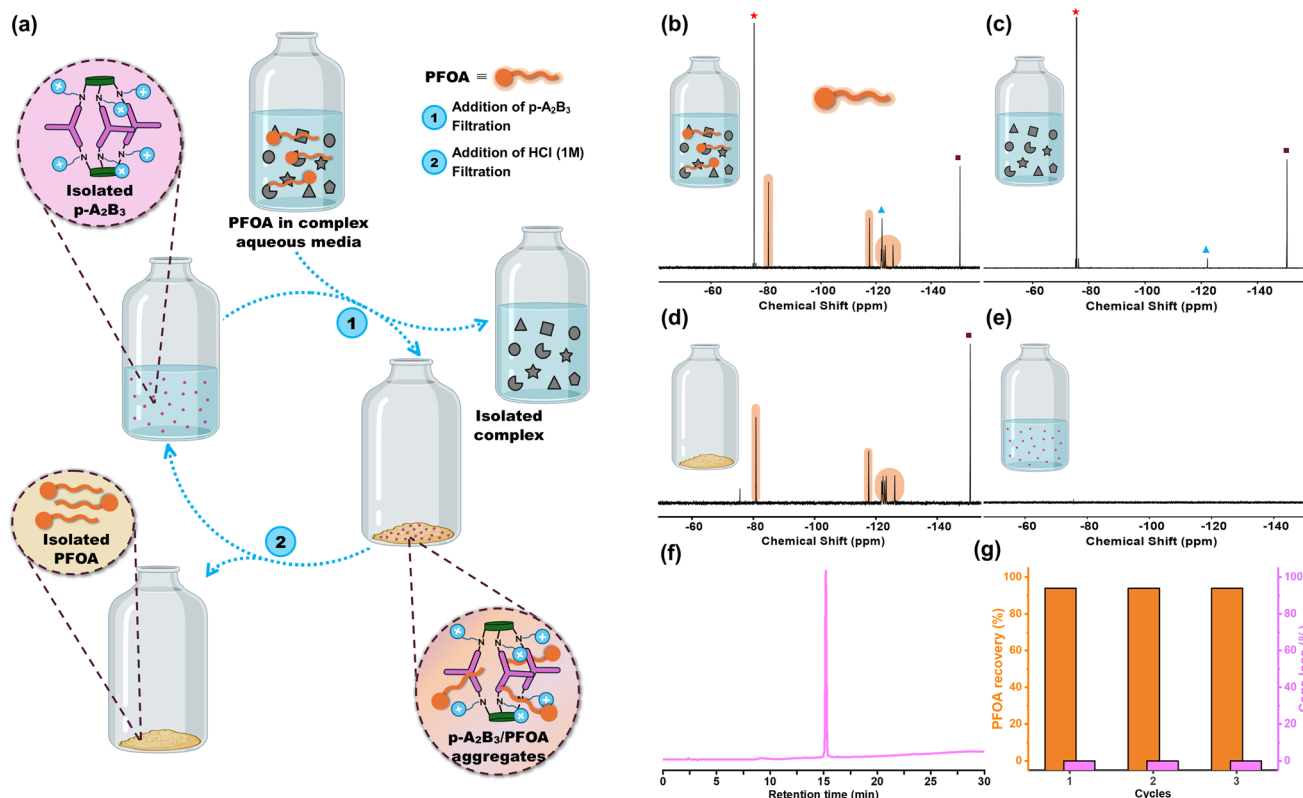 (a)
Isolated
p-A₂B₃
N
N
N
N
N
N
PFOA in complex
aqueous media
PFOA ≡
1 Addition of p-A₂B₃
Filtration
2 Addition of HCl (1M)
Filtration
1
Isolated
complex
2
Isolated
PFOA
N
N
N
N
N
p-A₂B₃/PFOA
aggregates
(b)
-60 -80 -100 -120 -140
Chemical Shift (ppm)
(c)
-60 -80 -100 -120 -140
Chemical Shift (ppm)
(d)
-60 -80 -100 -120 -140
Chemical Shift (ppm)
(e)
-60 -80 -100 -120 -140
Chemical Shift (ppm)
(f)
0 5 10 15 20 25 30
Retention time (min)
(g)
PFOA recovery (%)
100
80
60
40
20
0
1 2 3
Cycles
100
80
60
40
20
0